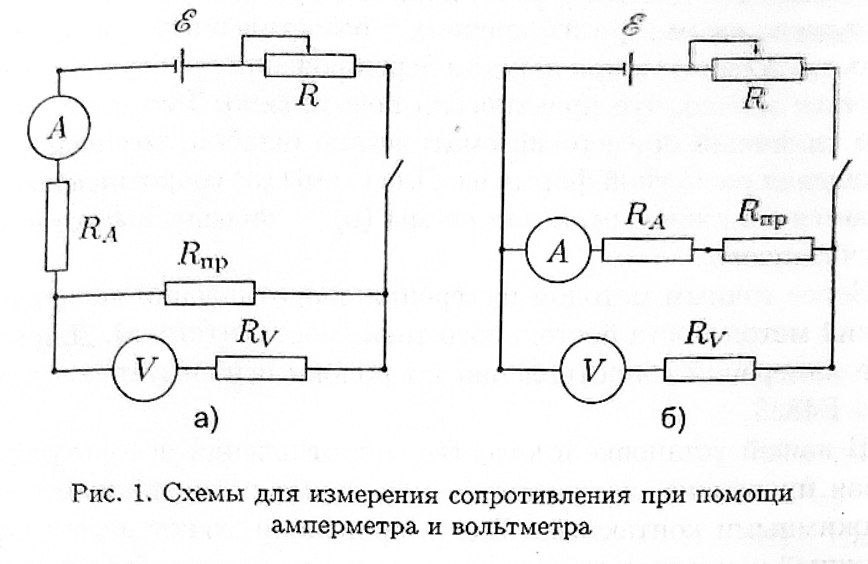 ℰ
R
A
R_A
R_пр
R_V
V
а)
ℰ
R
R_A
R_пр
A
R_V
V
б)
Рис. 1. Схемы для измерения сопротивления при помощи
амперметра и вольтметра